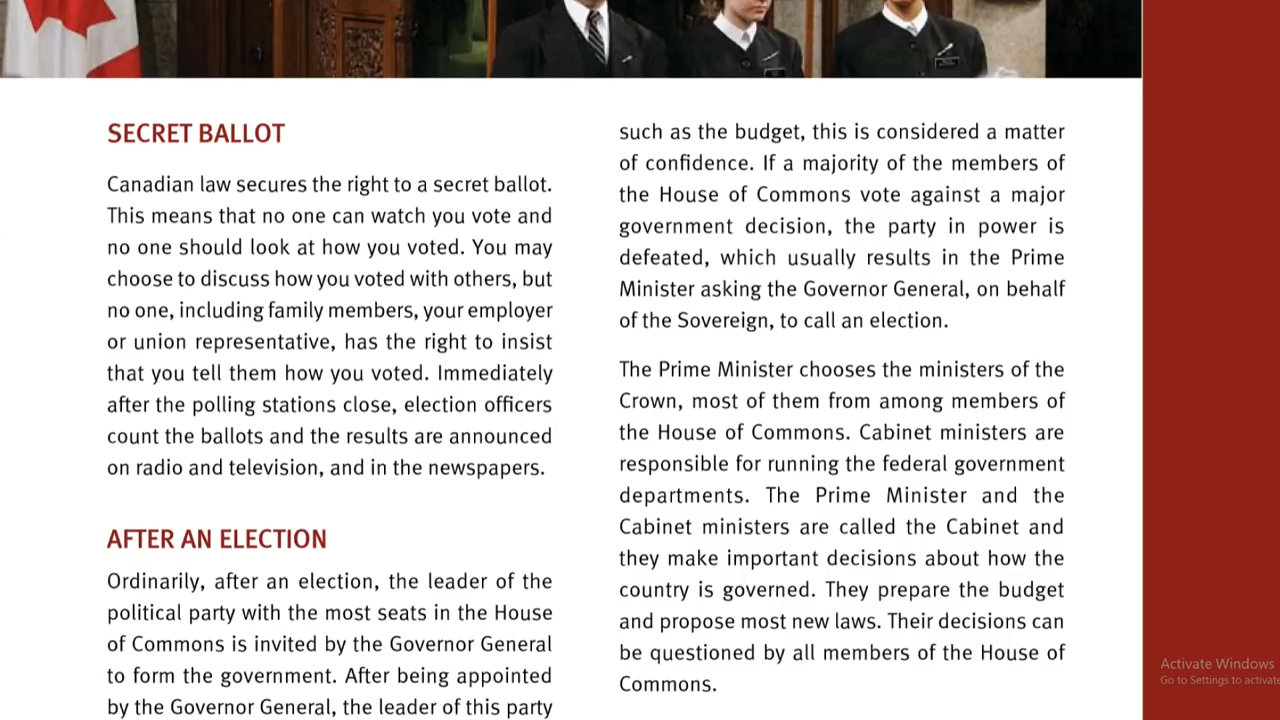 SECRET BALLOT
Canadian law secures the right to a secret ballot.
This means that no one can watch you vote and
no one should look at how you voted. You may
choose to discuss how you voted with others, but
no one, including family members, your employer
or union representative, has the right to insist
that you tell them how you voted. Immediately
after the polling stations close, election officers
count the ballots and the results are announced
on radio and television, and in the newspapers.
AFTER AN ELECTION
Ordinarily, after an election, the leader of the
political party with the most seats in the House
of Commons is invited by the Governor General
to form the government. After being appointed
by the Governor General, the leader of this party
such as the budget, this is considered a matter
of confidence. If a majority of the members of
the House of Commons vote against a major
government decision, the party in power is
defeated, which usually results in the Prime
Minister asking the Governor General, on behalf
of the Sovereign, to call an election.
The Prime Minister chooses the ministers of the
Crown, most of them from among members of
the House of Commons. Cabinet ministers are
responsible for running the federal government
departments. The Prime Minister and the
Cabinet ministers are called the Cabinet and
they make important decisions about how the
country is governed. They prepare the budget
and propose most new laws. Their decisions can
be questioned by all members of the House of
Commons.
Activate Windows
Go to Settings to activate